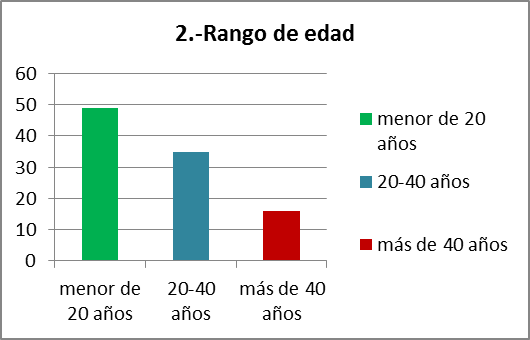 2.-Rango de edad
60
50
40
30
20
10
0
menor de
20 años
20-40
años
más de 40
años
menor de 20
años
20-40 años
más de 40 años